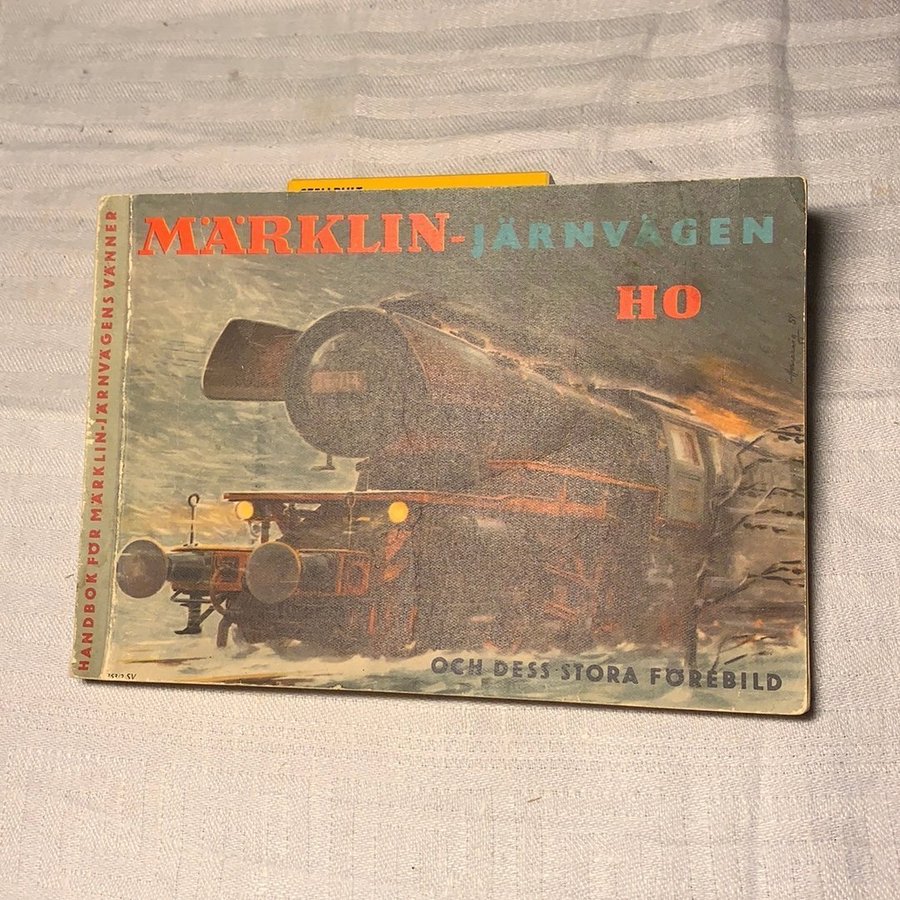 MÄRKLIN-JÄRNVÄGEN
HO
OCH DESS STORA FÖREBILD
HANDBOK FÖR MÄRKLIN-JÄRNVÄGENS VÄNNER